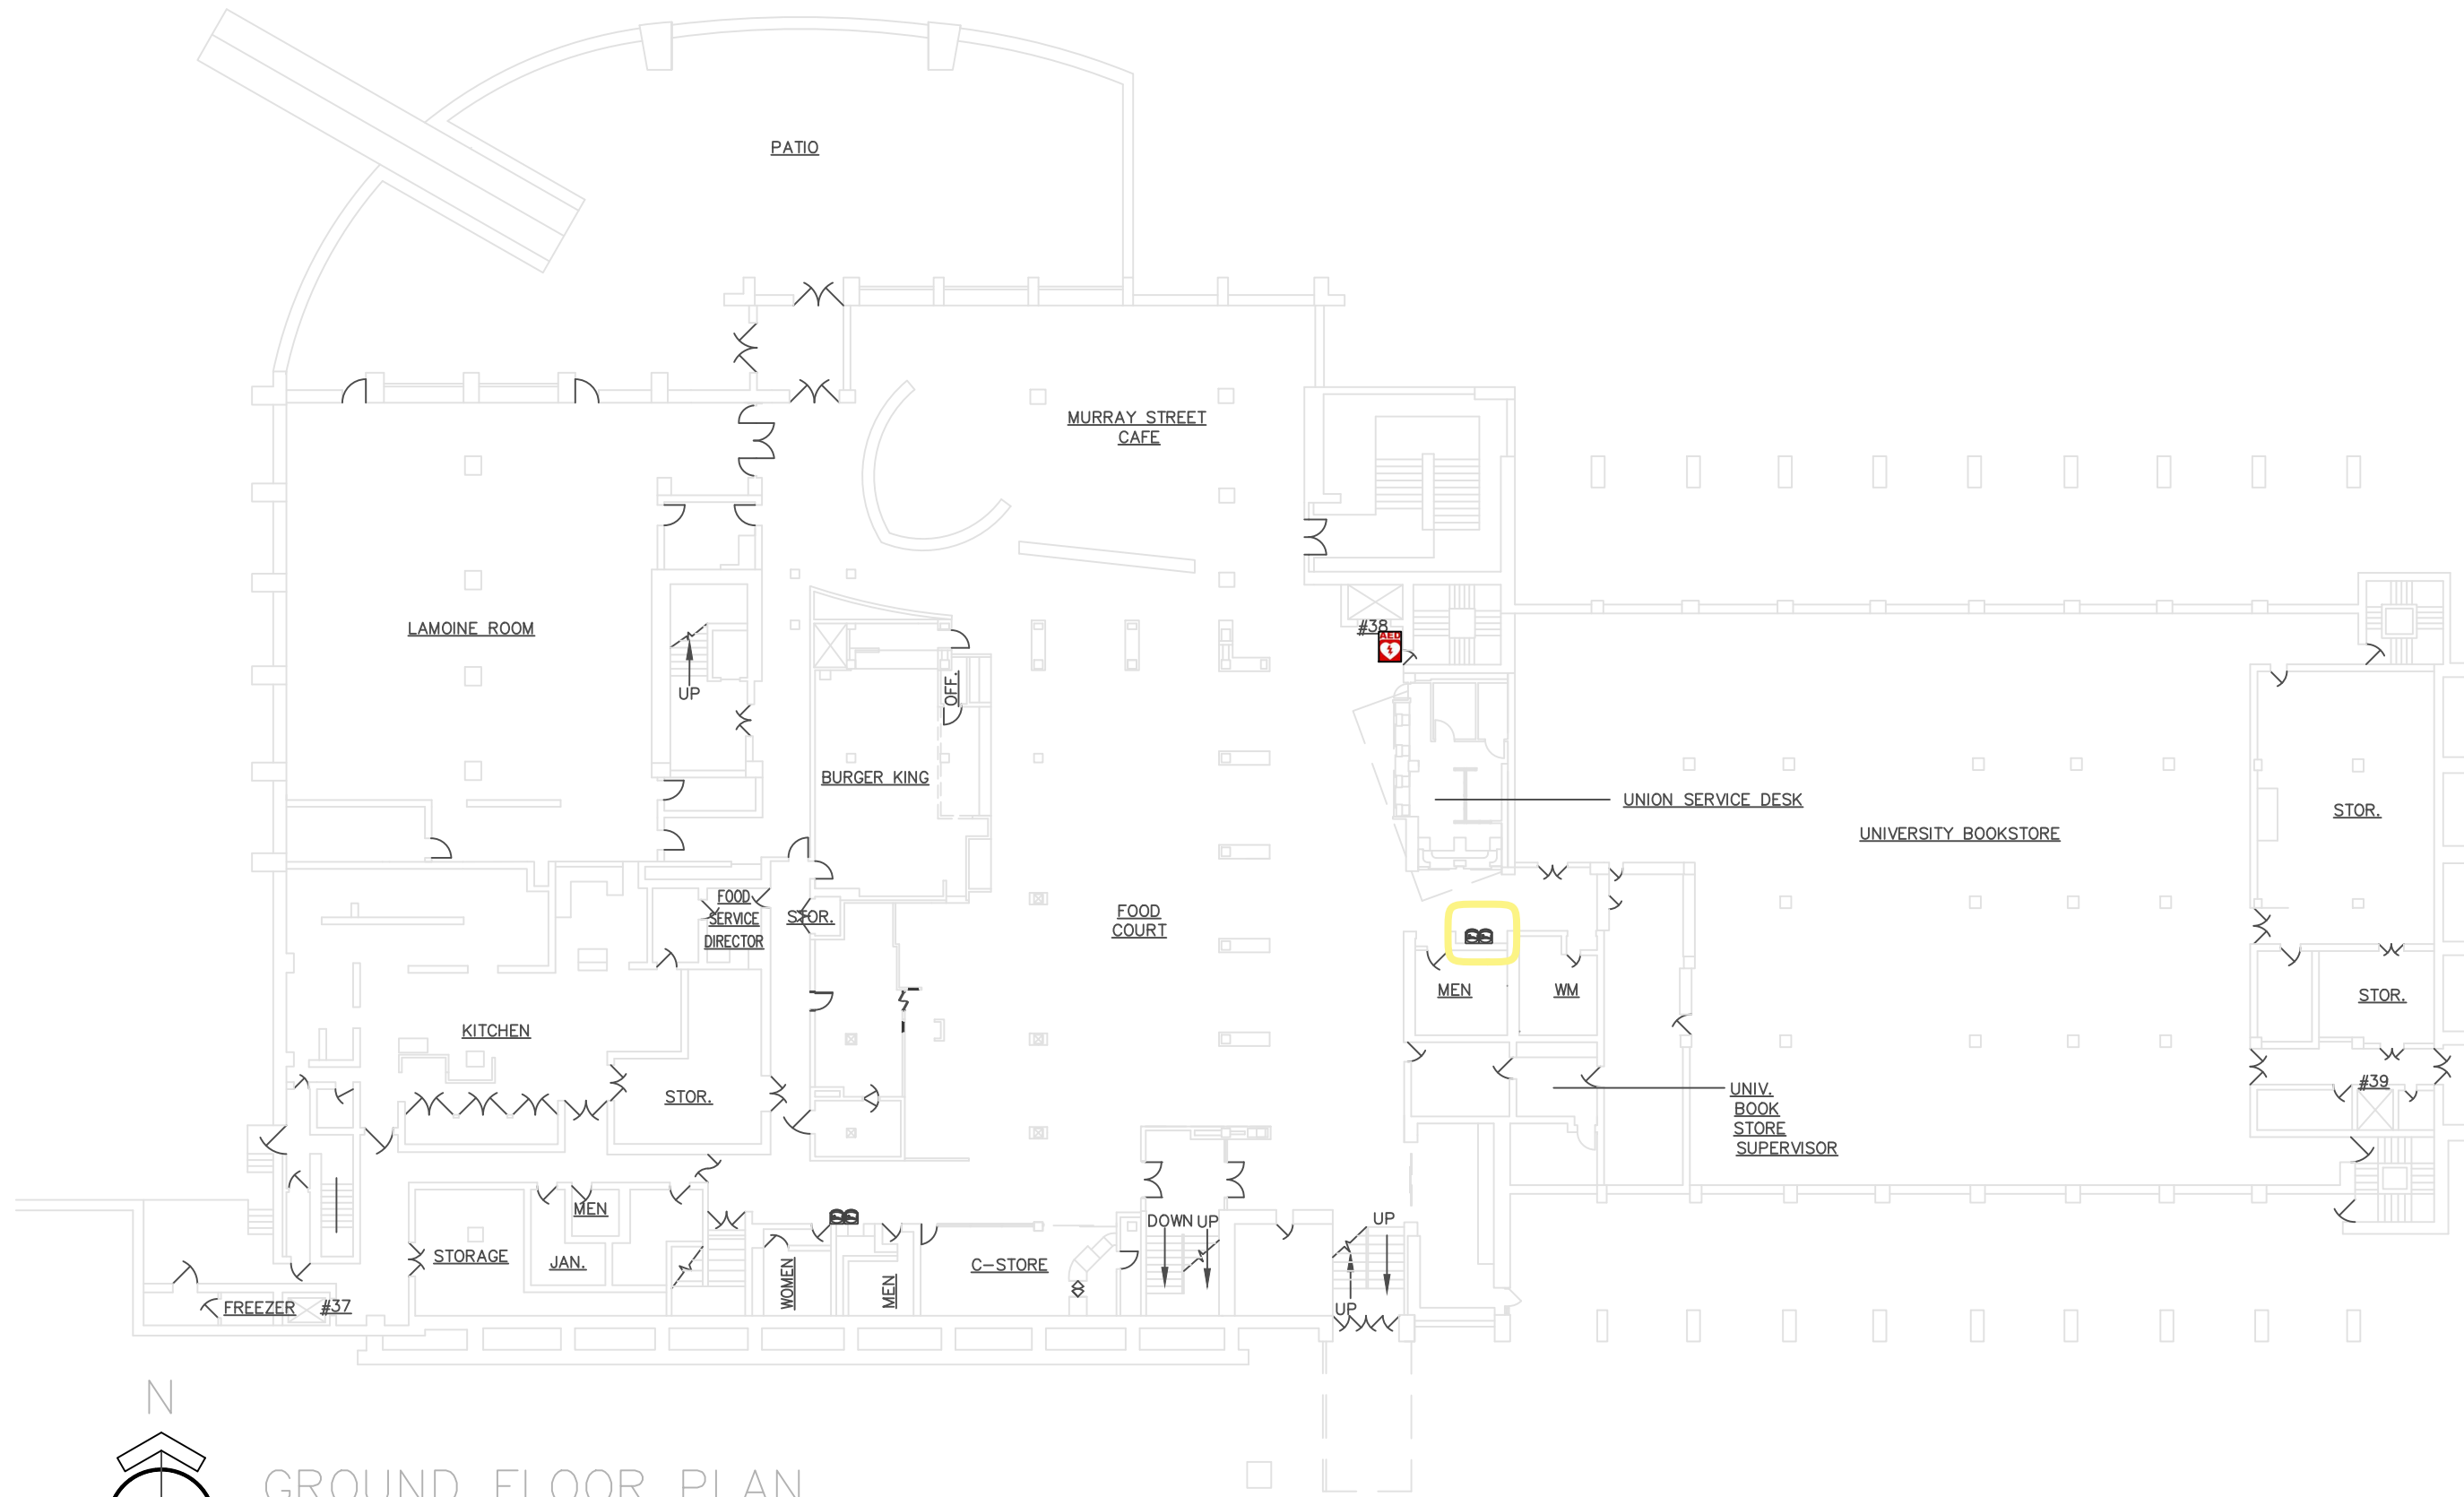 PATIO
MURRAY STREET
CAFE
LAMOINE ROOM
#38
AED
UP
OFF.
BURGER KING
UNION SERVICE DESK
UNIVERSITY BOOKSTORE
STOR.
FOOD
SERVICE
DIRECTOR
STOR.
FOOD
COURT
MEN
WM
STOR.
KITCHEN
STOR.
#39
UNIV.
BOOK
STORE
SUPERVISOR
MEN
DOWN
UP
UP
STORAGE
JAN.
WOMEN
MEN
C-STORE
FREEZER
#37
UP
N
GROUND FLOOR PLAN